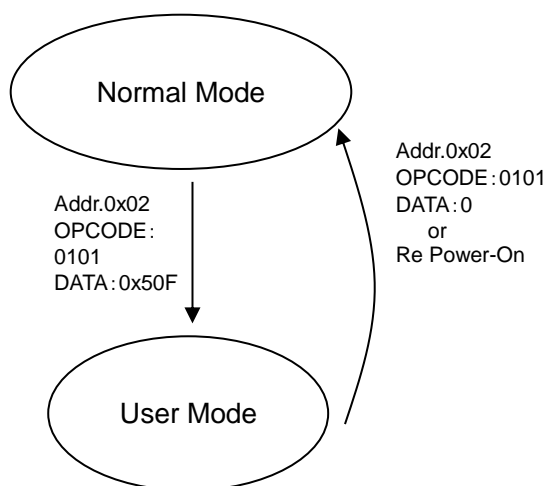 Normal Mode
Addr.0x02
OPCODE:
0101
DATA:0x50F
Addr.0x02
OPCODE:0101
DATA:0
or
Re Power-On
User Mode